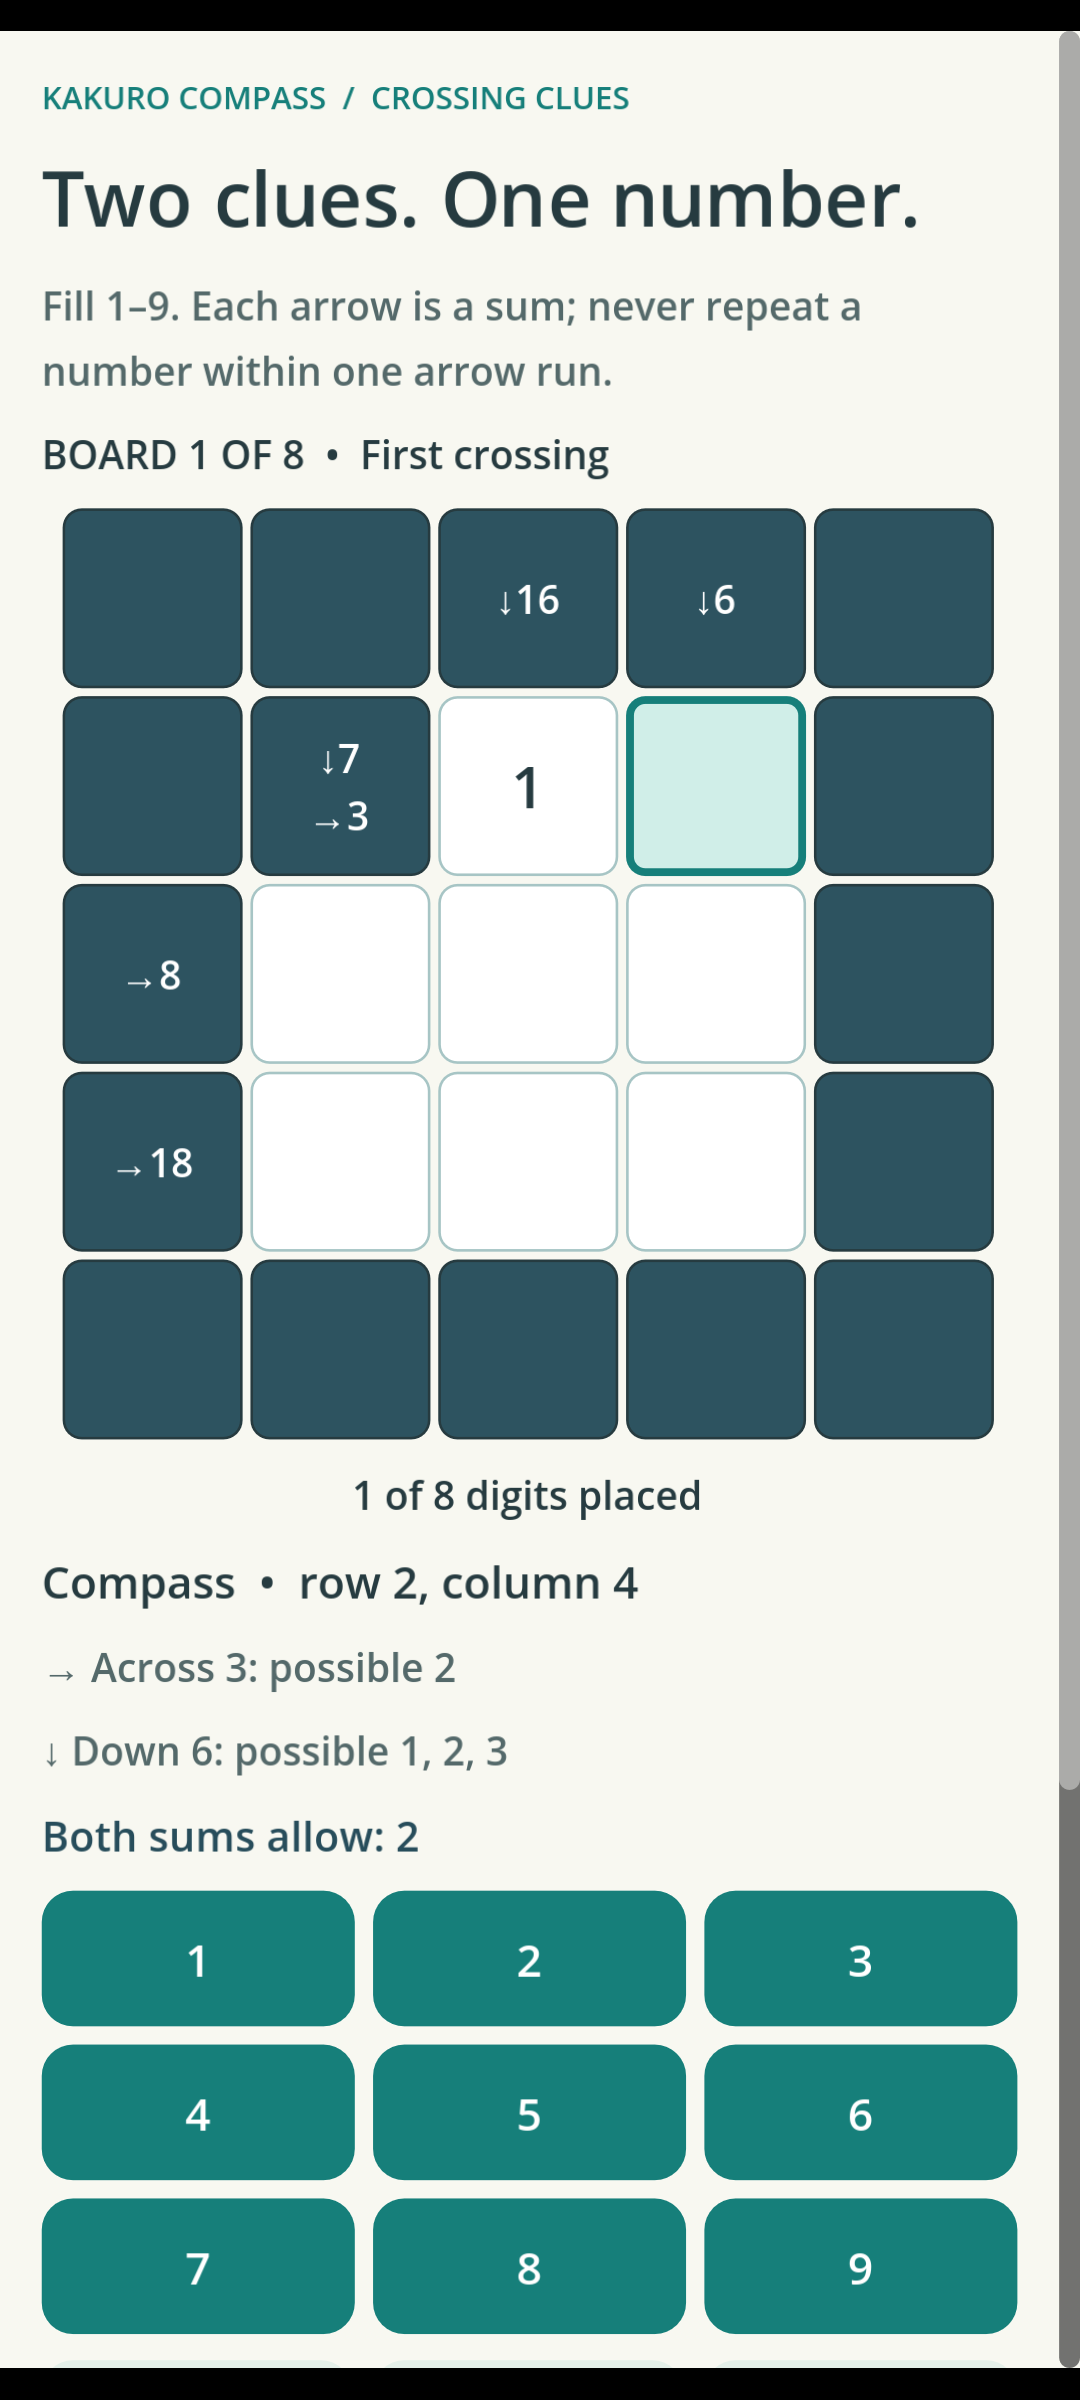 KAKURO COMPASS / CROSSING CLUES
Two clues. One number.
Fill 1–9. Each arrow is a sum; never repeat a
number within one arrow run.
BOARD 1 OF 8 • First crossing
↓16 ↓6
↓7
→3
1
→8
→18
1 of 8 digits placed
Compass • row 2, column 4
→ Across 3: possible 2
↓ Down 6: possible 1, 2, 3
Both sums allow: 2
1 2 3
4 5 6
7 8 9